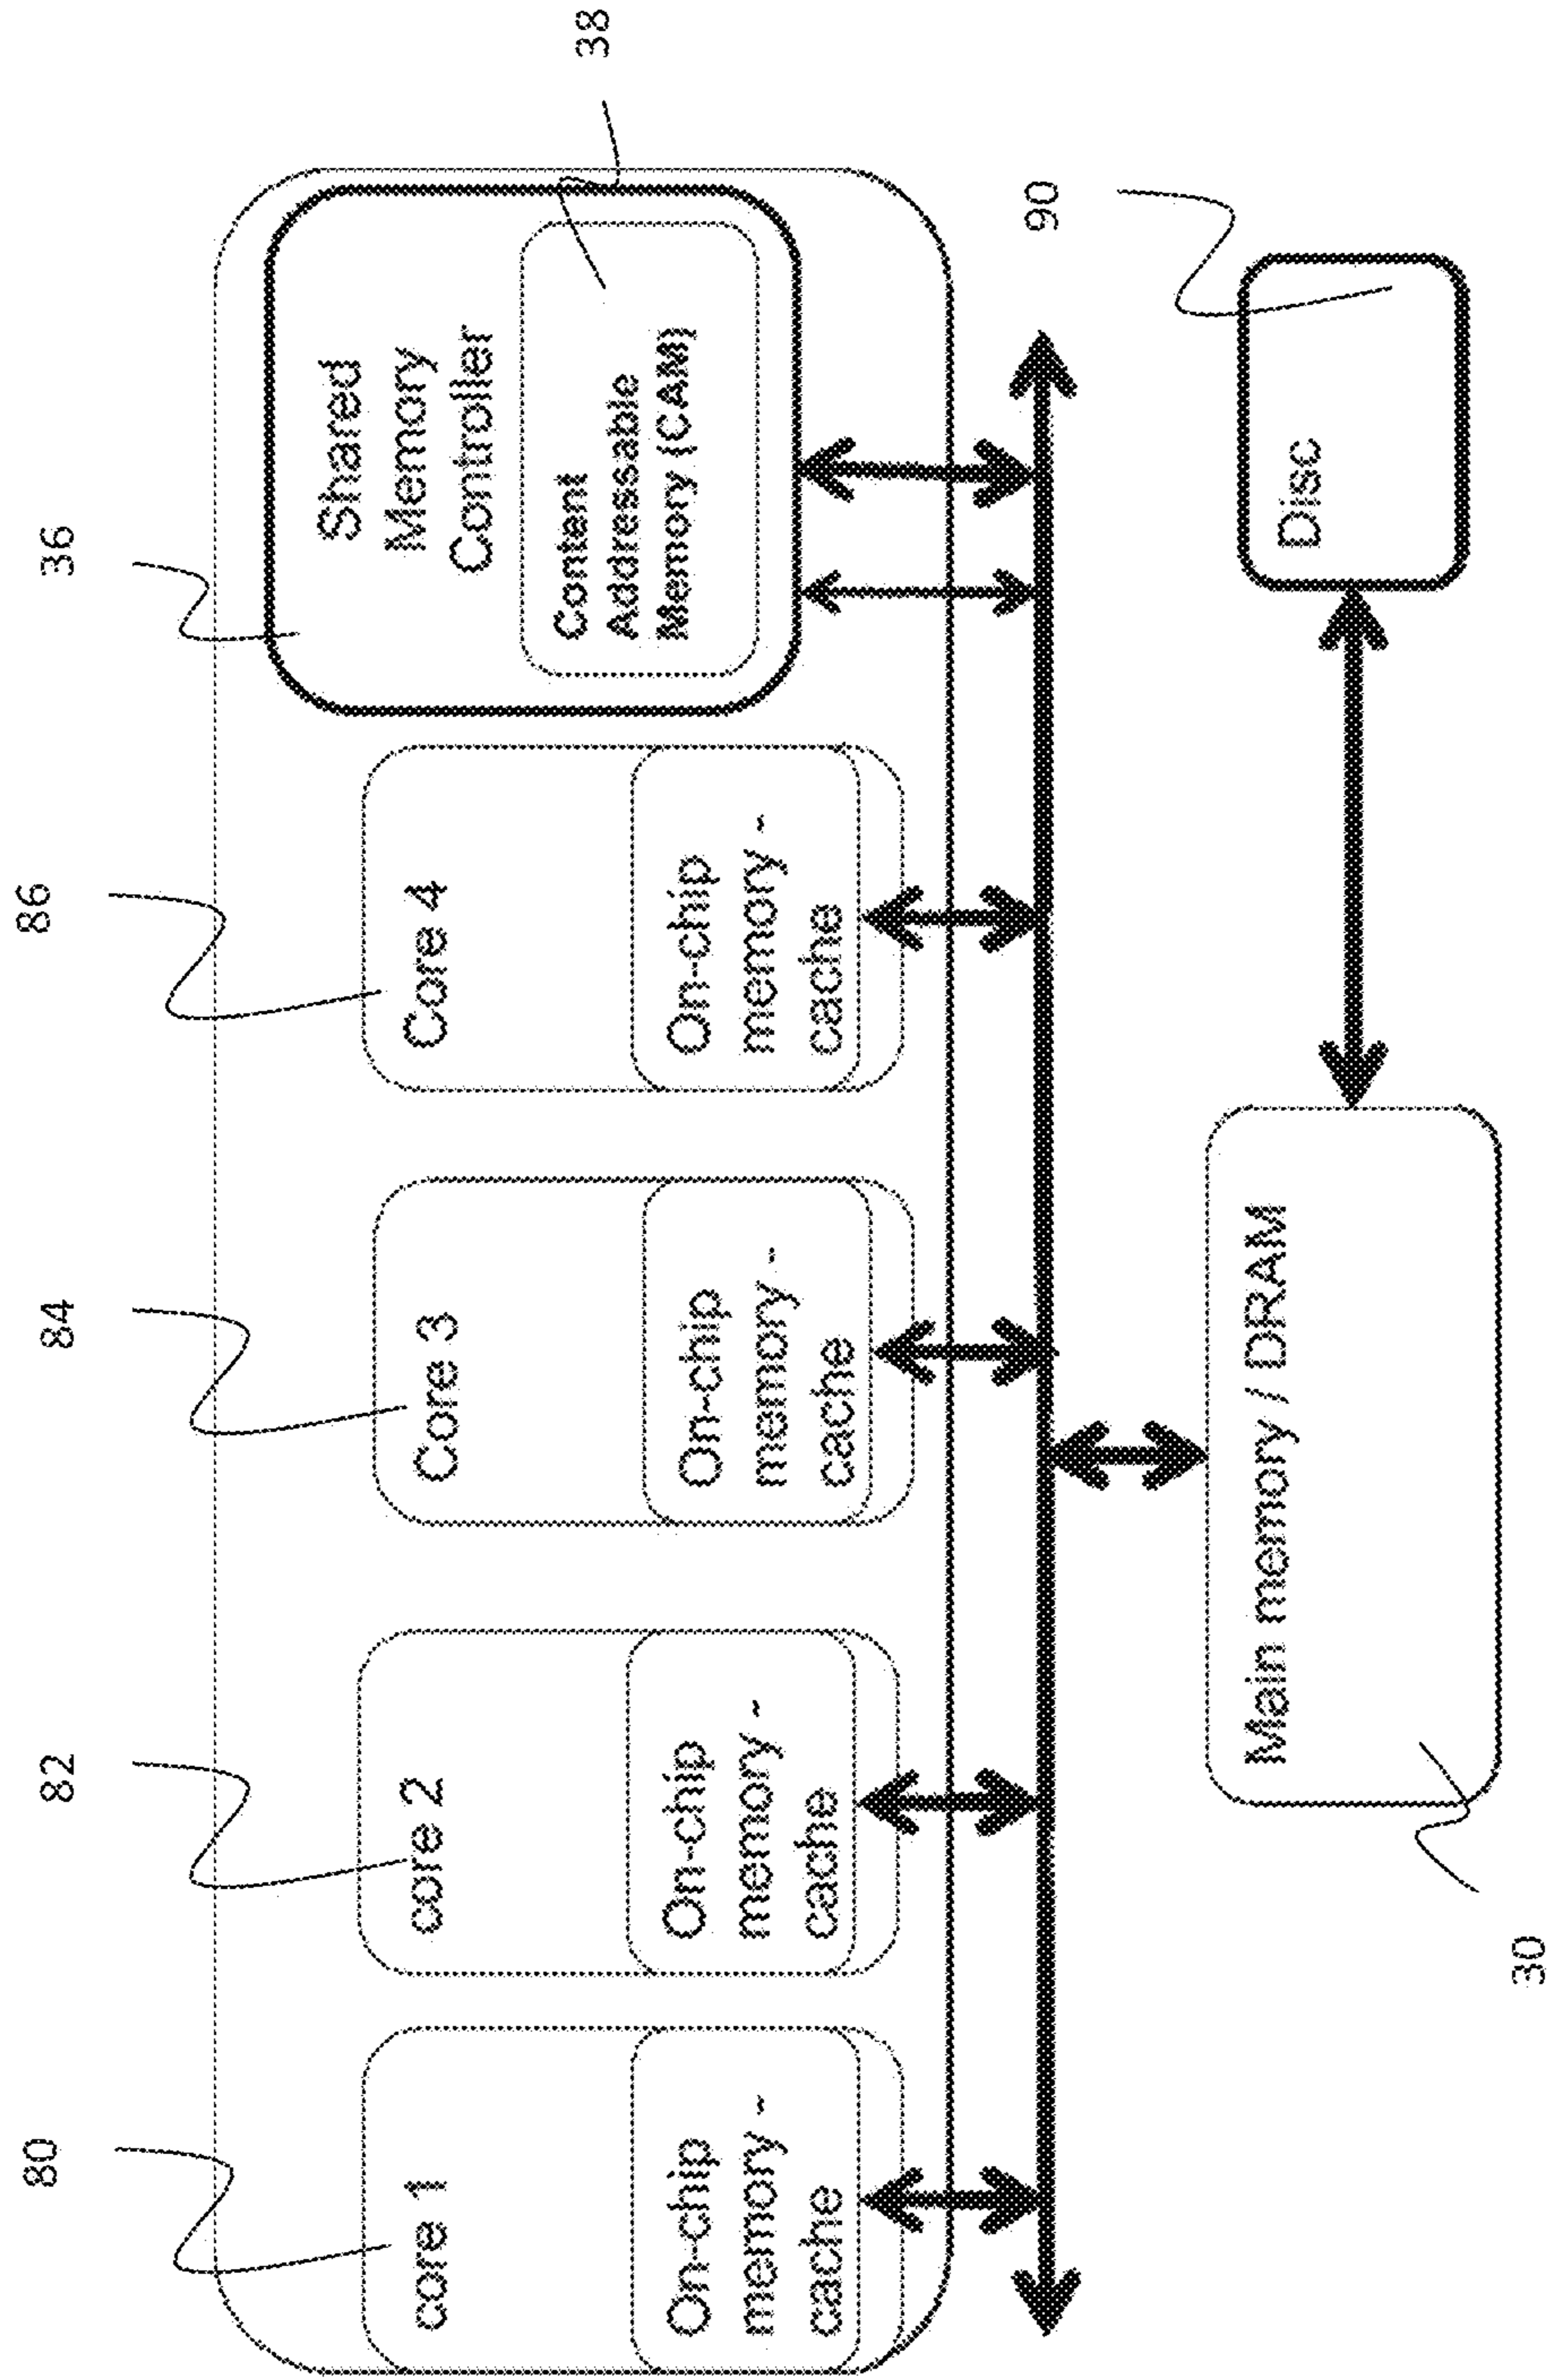 80
82
84
86
36
38
core 1
On-chip
memory -
cache
core 2
On-chip
memory -
cache
Core 3
On-chip
memory -
cache
Core 4
On-chip
memory -
cache
Shared
Memory
Controller
Content
Addressable
Memory (CAM)
90
Main memory / DRAM
Disc
30